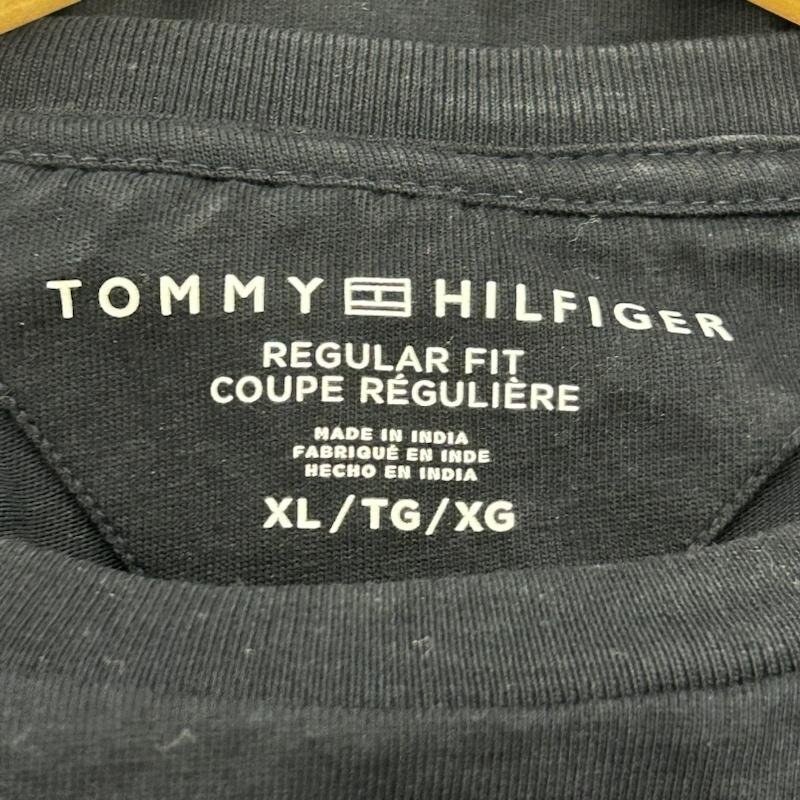 TOMMY HILFIGER
REGULAR FIT
COUPE RÉGULIÈRE
MADE IN INDIA
FABRIQUÉ EN INDE
HECHO EN INDIA
XL/TG/XG